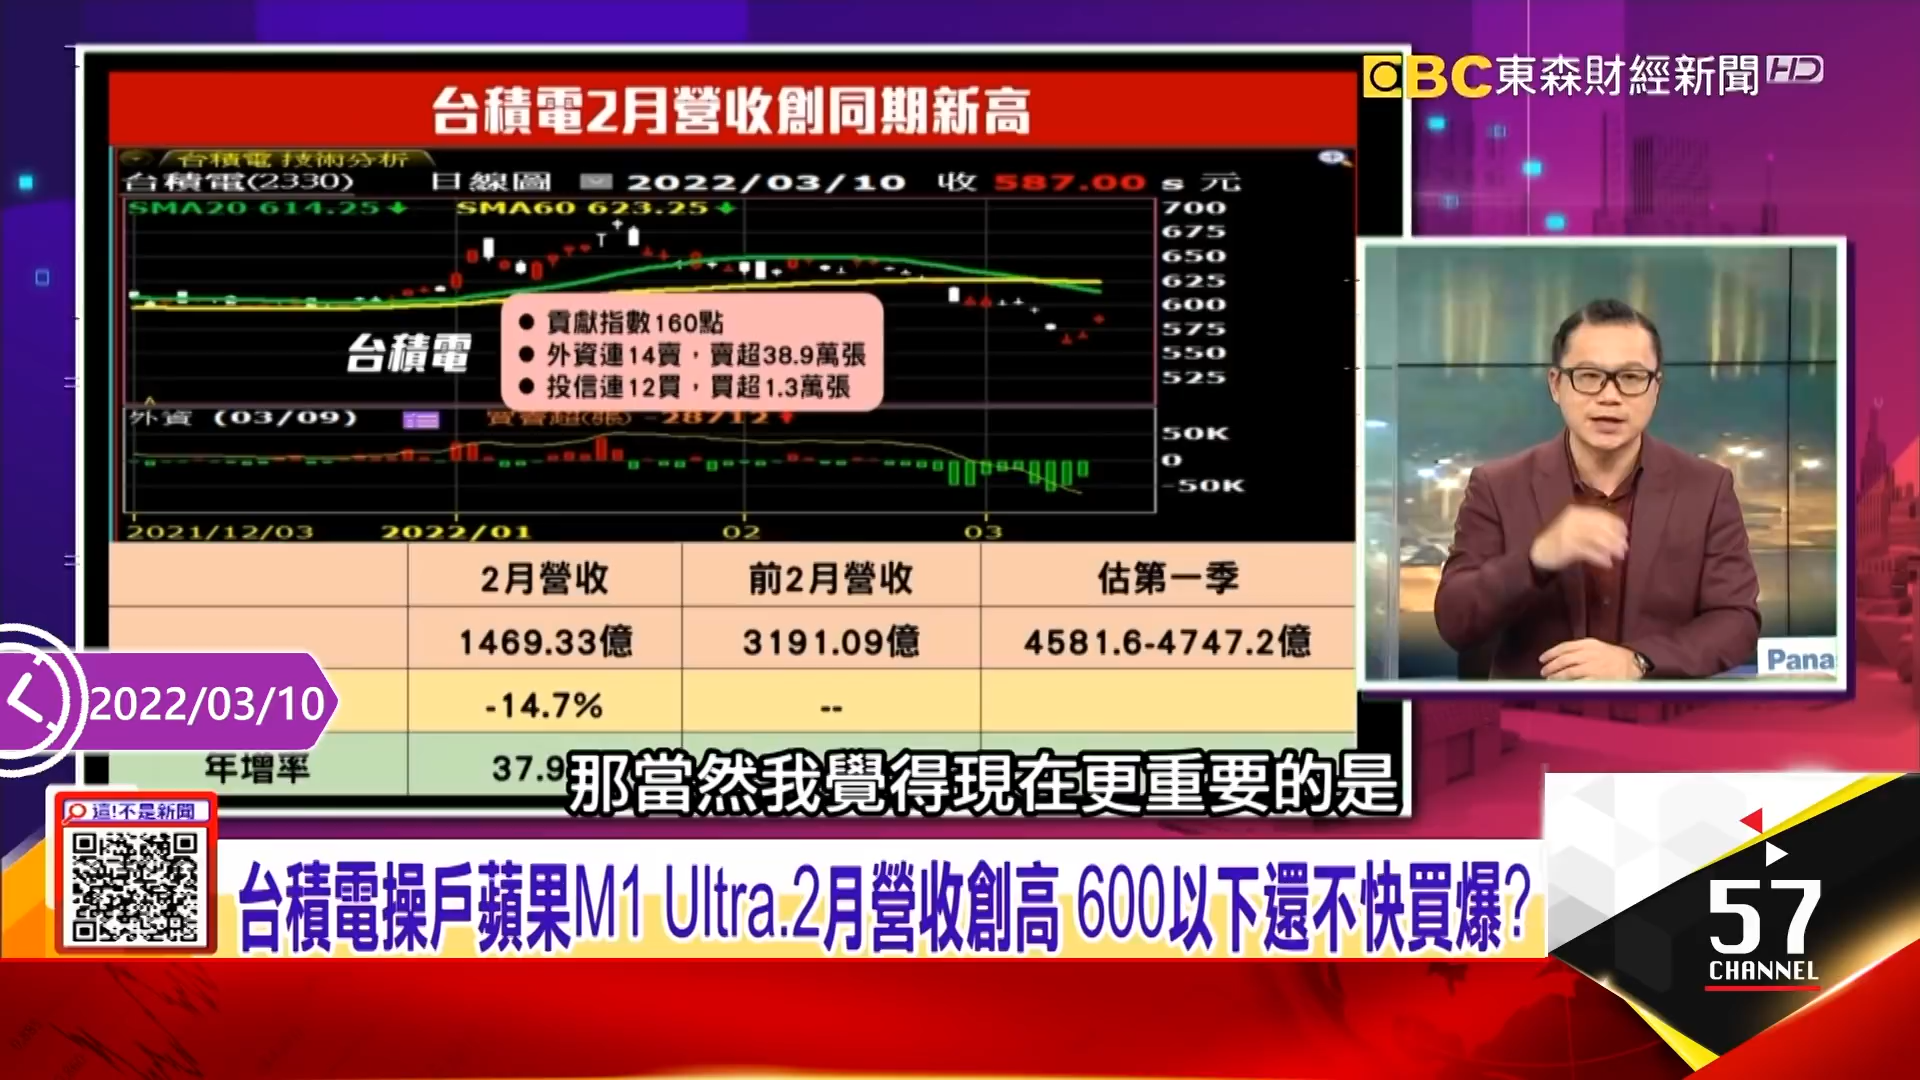 EBC東森財經新聞HD
台積電2月營收創同期新高
台積電 技術分析
台積電(2330) 日線圖 2022/03/10 收 587.00 s 元
SMA20 614.25 SMA60 623.25
700
675
650
625
600
575
550
525
台積電
● 貢獻指數160點
● 外資連14賣，賣超38.9萬張
● 投信連12買，買超1.3萬張
外資 (03/09) 買賣超(張) -28712
50K
0
-50K
2021/12/03 2022/01 02 03
2月營收 前2月營收 估第一季
1469.33億 3191.09億 4581.6-4747.2億
-14.7% --
年增率 37.9
2022/03/10
Pana
那當然我覺得現在更重要的是
這!不是新聞
台積電操戶蘋果M1 Ultra.2月營收創高 600以下還不快買爆?
57
CHANNEL